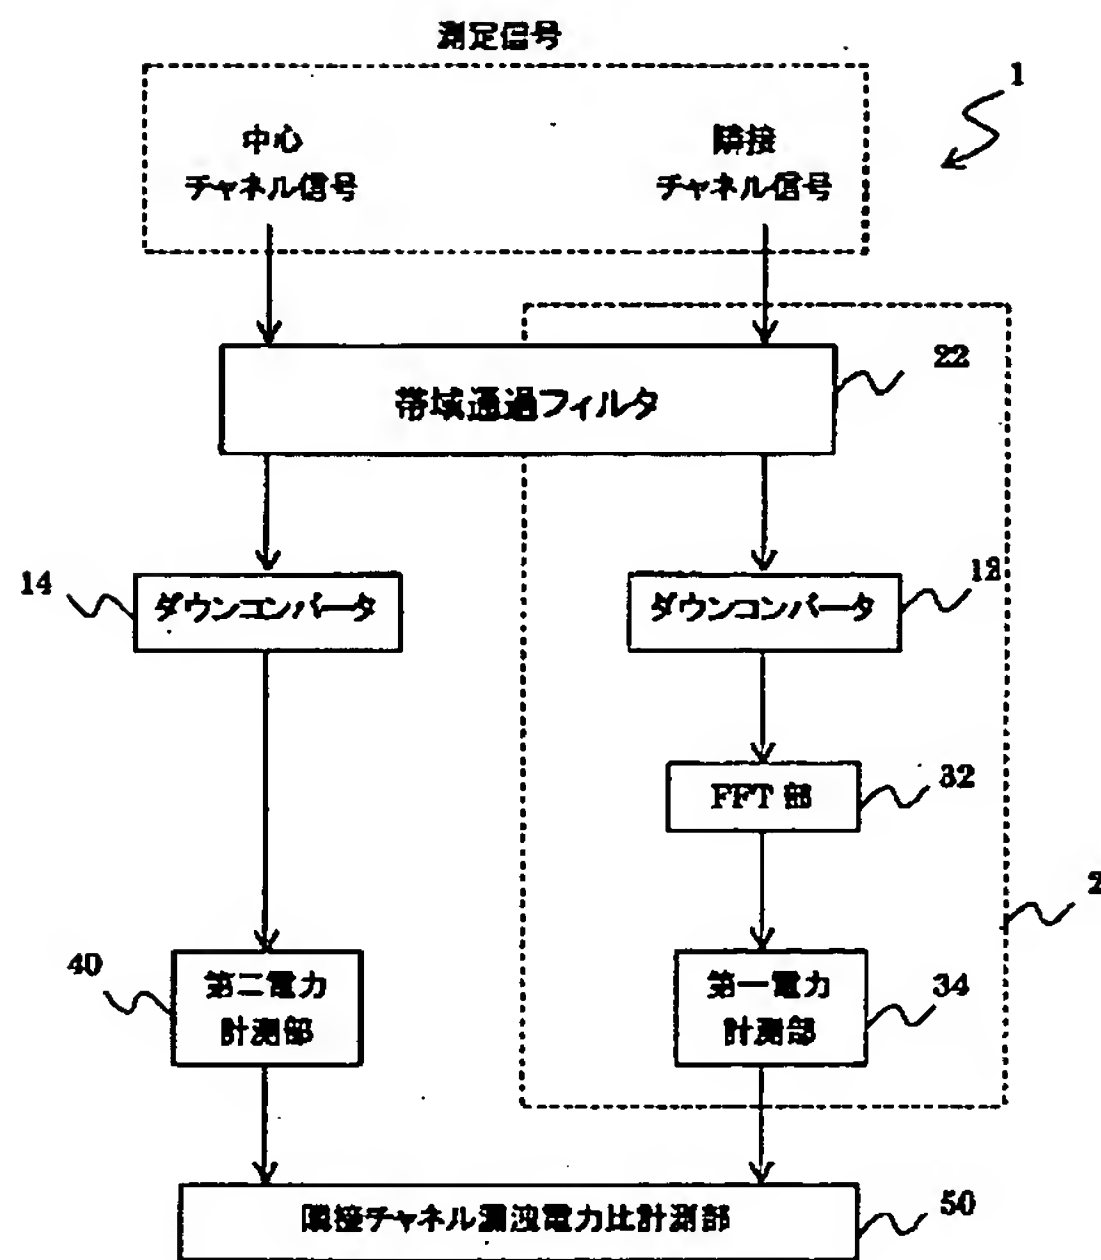 測定信号
1
中心
チャネル信号
隣接
チャネル信号
22
帯域通過フィルタ
14
ダウンコンバータ
12
ダウンコンバータ
FFT 部
32
2
40
第二電力
計測部
第一電力
計測部
34
隣接チャネル漏洩電力比計測部
50